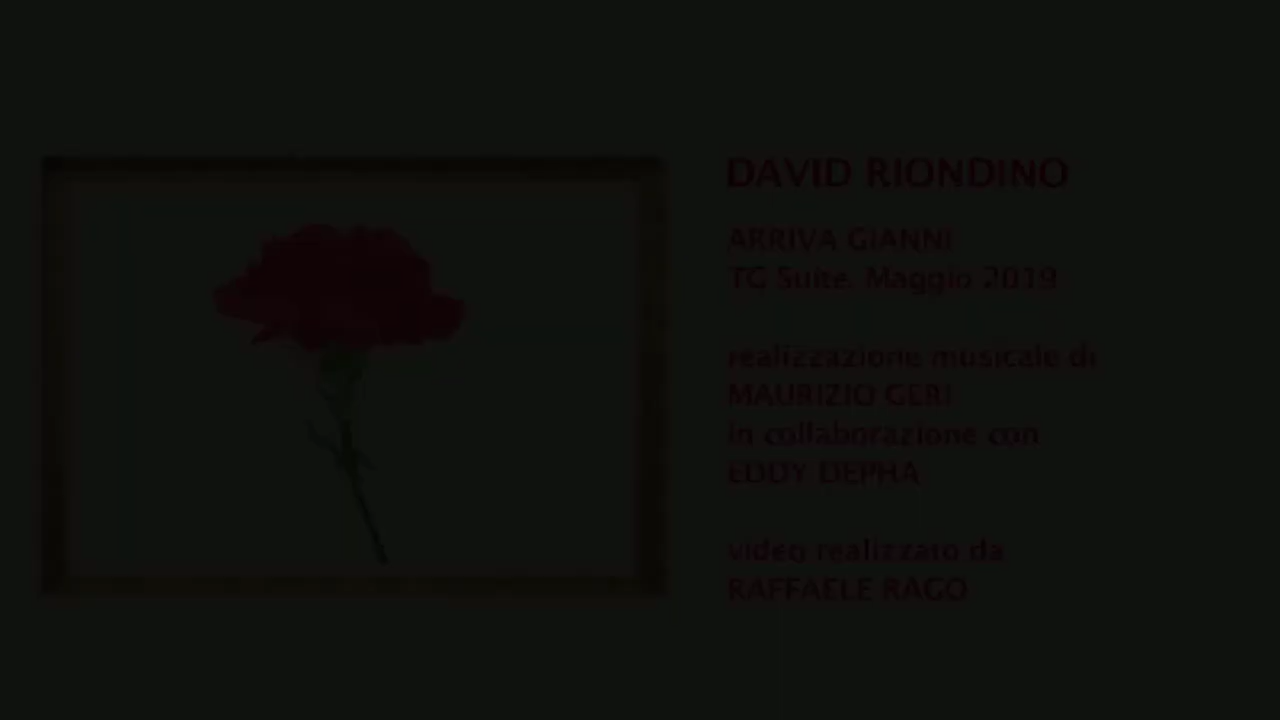 DAVID RIONDINO
ARRIVA GIANNI
TG Suite. Maggio 2019
realizzazione musicale di
MAURIZIO GERI
in collaborazione con
EDDY DEPHA
video realizzato da
RAFFAELE RAGO